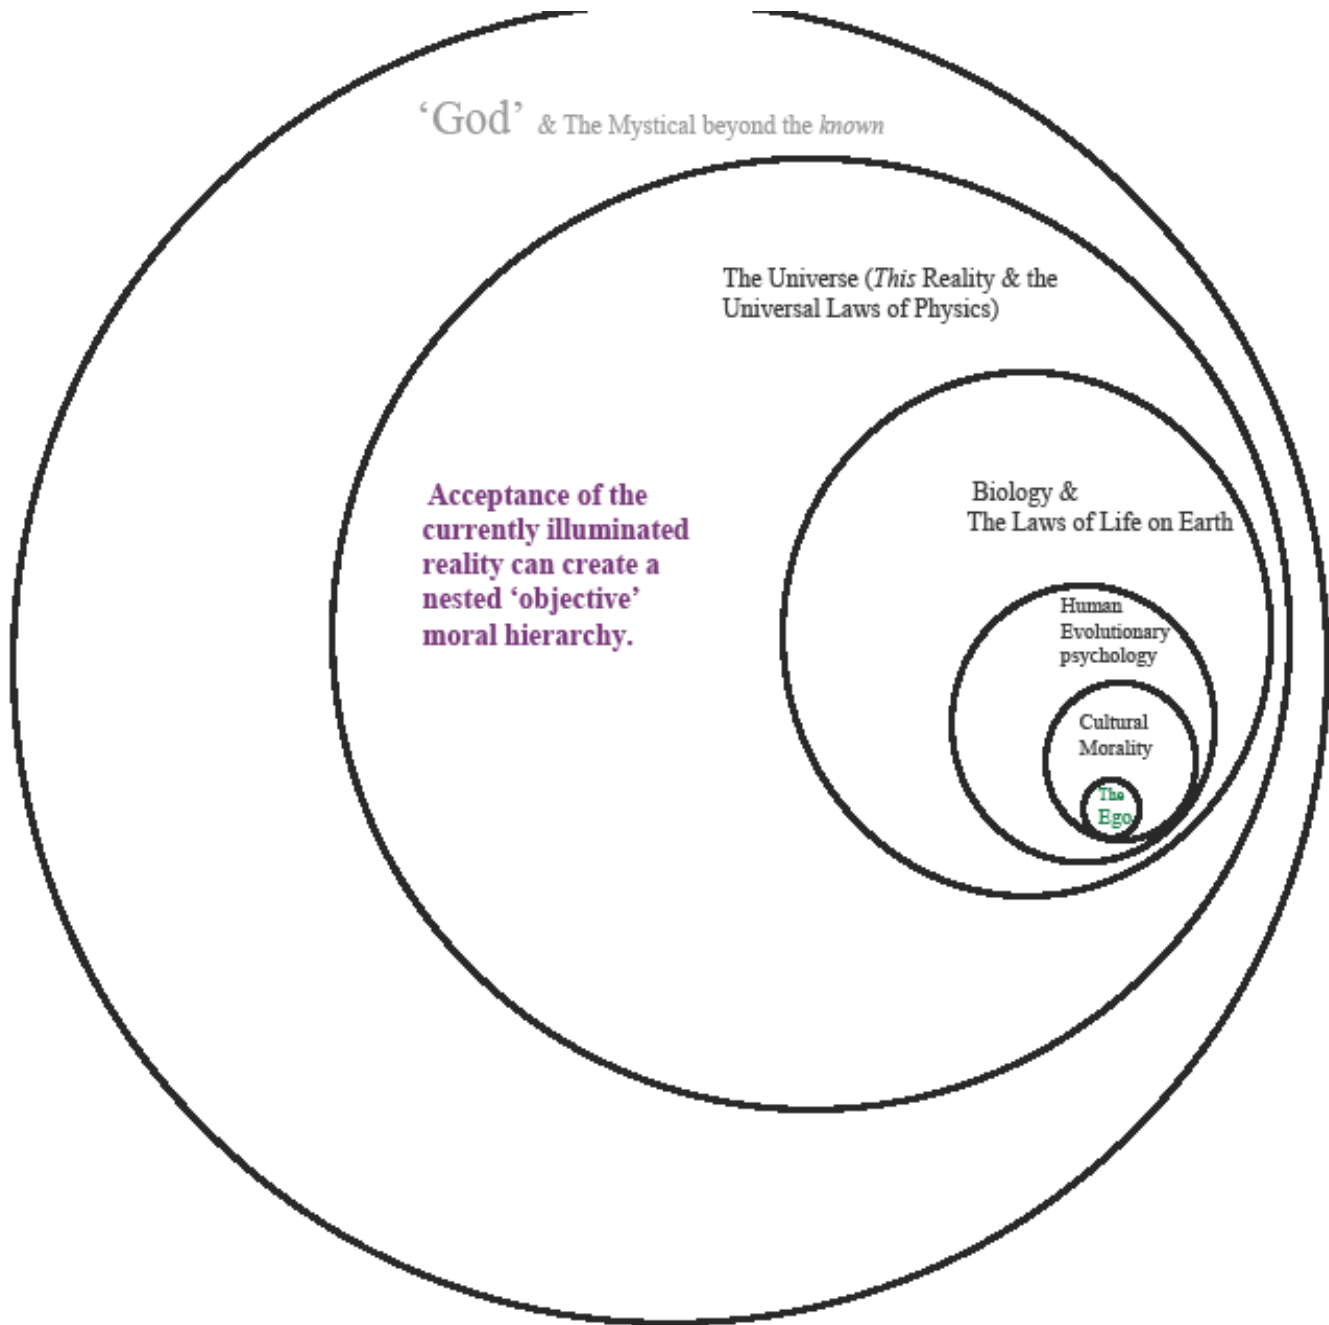 ‘God’ & The Mystical beyond the known
The Universe (This Reality & the
Universal Laws of Physics)
Acceptance of the
currently illuminated
reality can create a
nested ‘objective’
moral hierarchy.
Biology &
The Laws of Life on Earth
Human
Evolutionary
psychology
Cultural
Morality
The
Ego